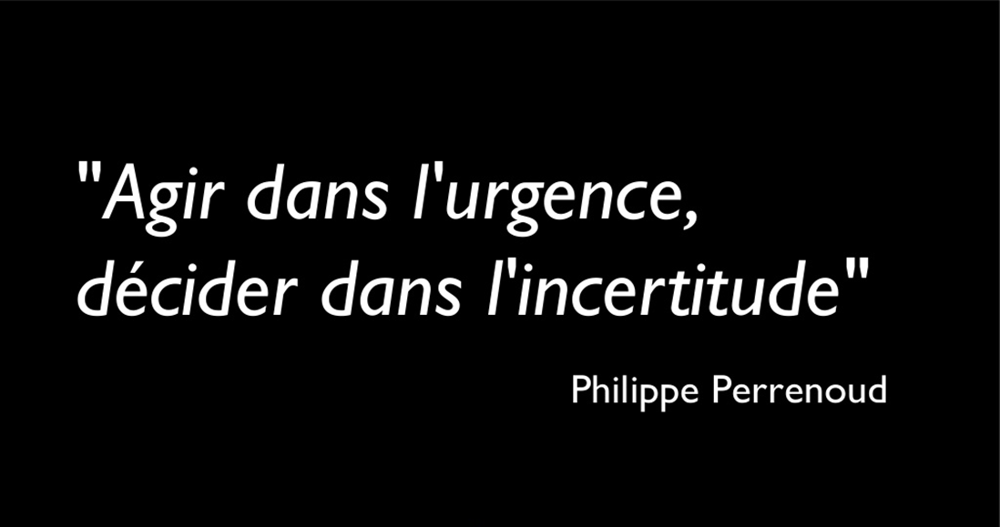 "Agir dans l'urgence,
décider dans l'incertitude"
Philippe Perrenoud